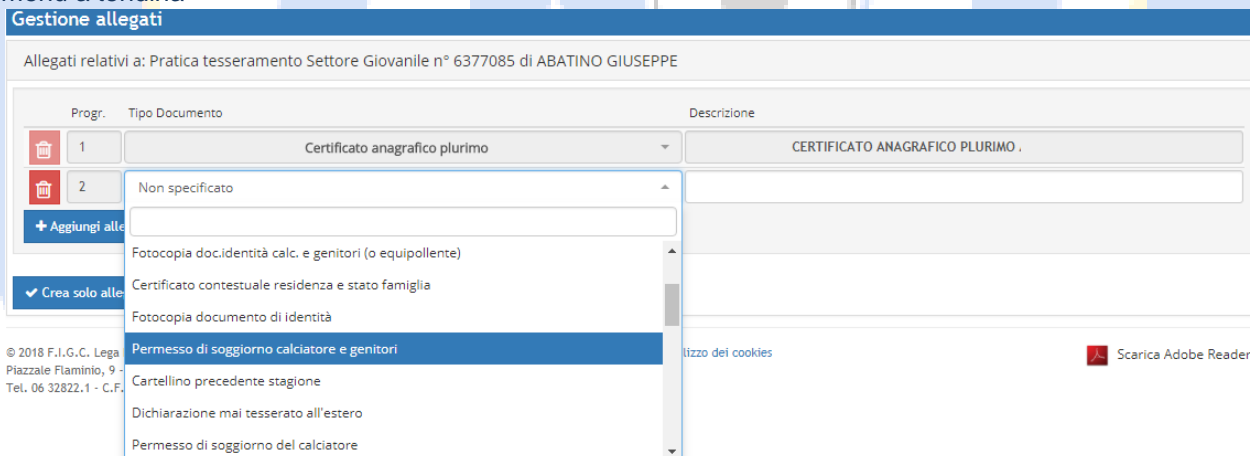 menu a tendina
Gestione allegati
Allegati relativi a: Pratica tesseramento Settore Giovanile n° 6377085 di ABATINO GIUSEPPE
Progr. Tipo Documento Descrizione
1 Certificato anagrafico plurimo CERTIFICATO ANAGRAFICO PLURIMO .
2 Non specificato
+ Aggiungi alle
Fotocopia doc.identità calc. e genitori (o equipollente)
Certificato contestuale residenza e stato famiglia
Crea solo alle
Fotocopia documento di identità
Permesso di soggiorno calciatore e genitori
Cartellino precedente stagione
Dichiarazione mai tesserato all'estero
Permesso di soggiorno del calciatore
© 2018 F.I.G.C. Lega
Piazzale Flaminio, 9 -
Tel. 06 32822.1 - C.F.
lizzo dei cookies
Scarica Adobe Reader